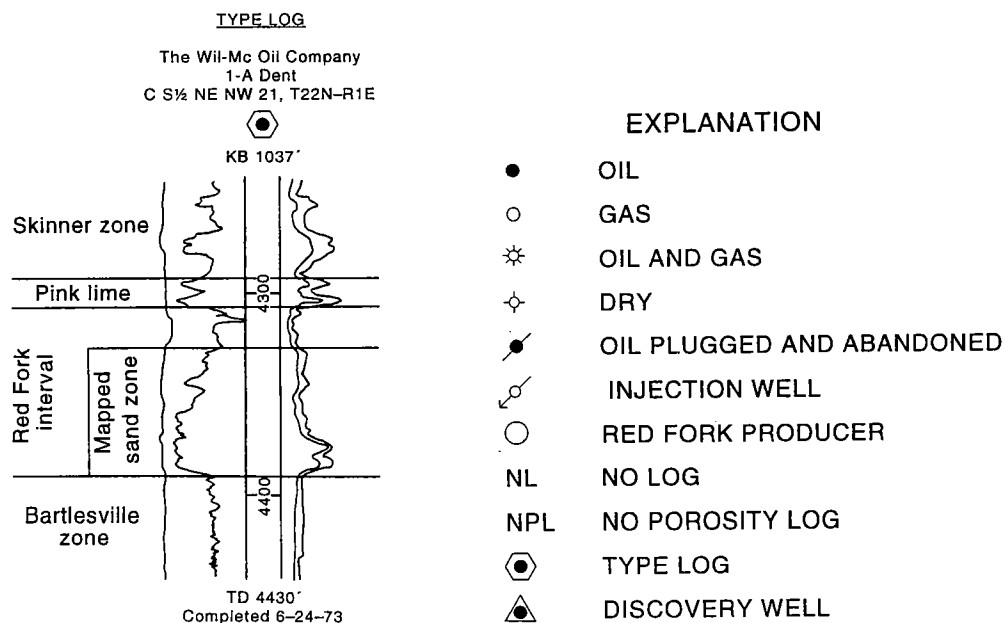 TYPE LOG
The Wil-Mc Oil Company
1-A Dent
C S½ NE NW 21, T22N–R1E
KB 1037´
Skinner zone
Pink lime
4300
Red Fork
interval
Mapped
sand zone
Bartlesville
zone
4400
TD 4430´
Completed 6–24–73
EXPLANATION
OIL
GAS
OIL AND GAS
DRY
OIL PLUGGED AND ABANDONED
INJECTION WELL
RED FORK PRODUCER
NL NO LOG
NPL NO POROSITY LOG
TYPE LOG
DISCOVERY WELL